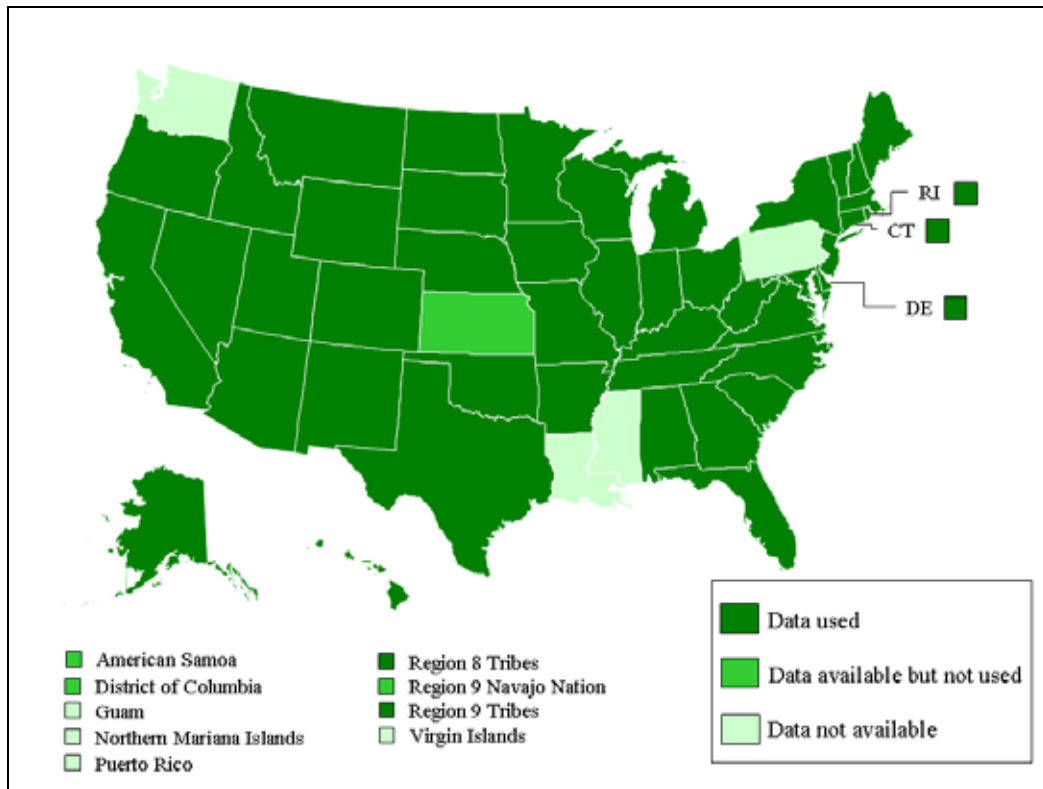 RI
CT
DE
Data used
Data available but not used
Data not available
American Samoa
District of Columbia
Guam
Northern Mariana Islands
Puerto Rico
Region 8 Tribes
Region 9 Navajo Nation
Region 9 Tribes
Virgin Islands